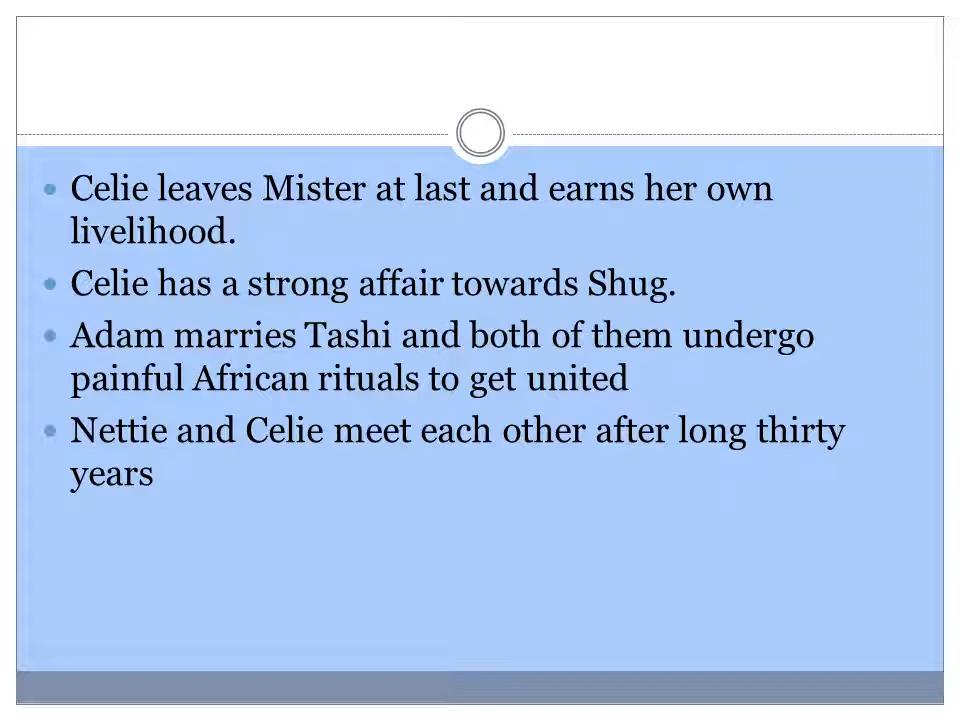 Celie leaves Mister at last and earns her own
livelihood.
Celie has a strong affair towards Shug.
Adam marries Tashi and both of them undergo
painful African rituals to get united
Nettie and Celie meet each other after long thirty
years